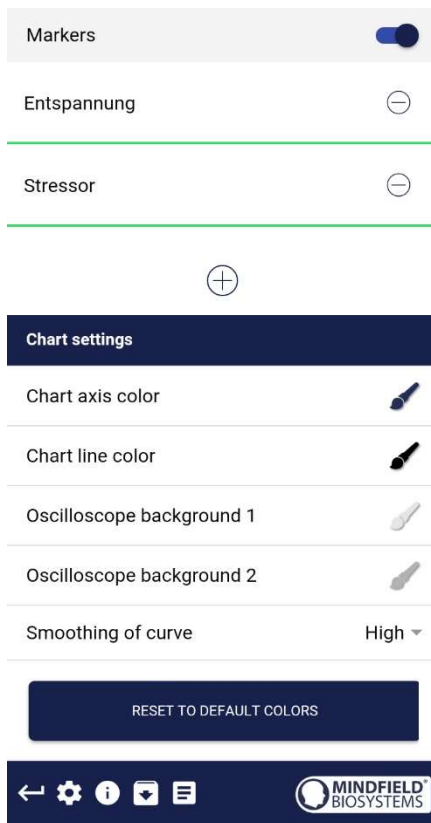 Markers
Entspannung
Stressor
Chart settings
Chart axis color
Chart line color
Oscilloscope background 1
Oscilloscope background 2
Smoothing of curve High
RESET TO DEFAULT COLORS
MINDFIELD®
BIOSYSTEMS